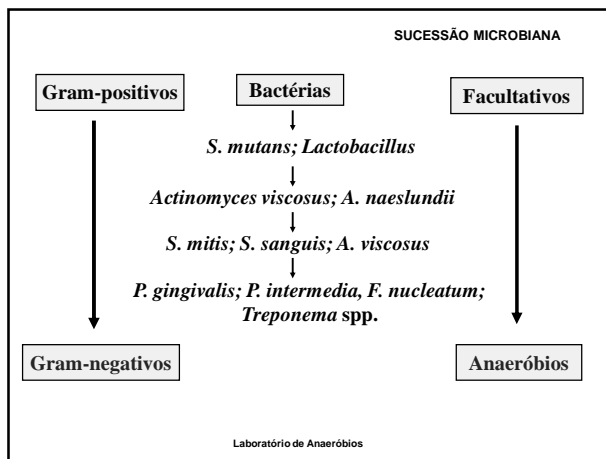 SUCESSÃO MICROBIANA
Gram-positivos
Bactérias
Facultativos
S. mutans; Lactobacillus
Actinomyces viscosus; A. naeslundii
S. mitis; S. sanguis; A. viscosus
P. gingivalis; P. intermedia, F. nucleatum;
Treponema spp.
Gram-negativos
Anaeróbios
Laboratório de Anaeróbios